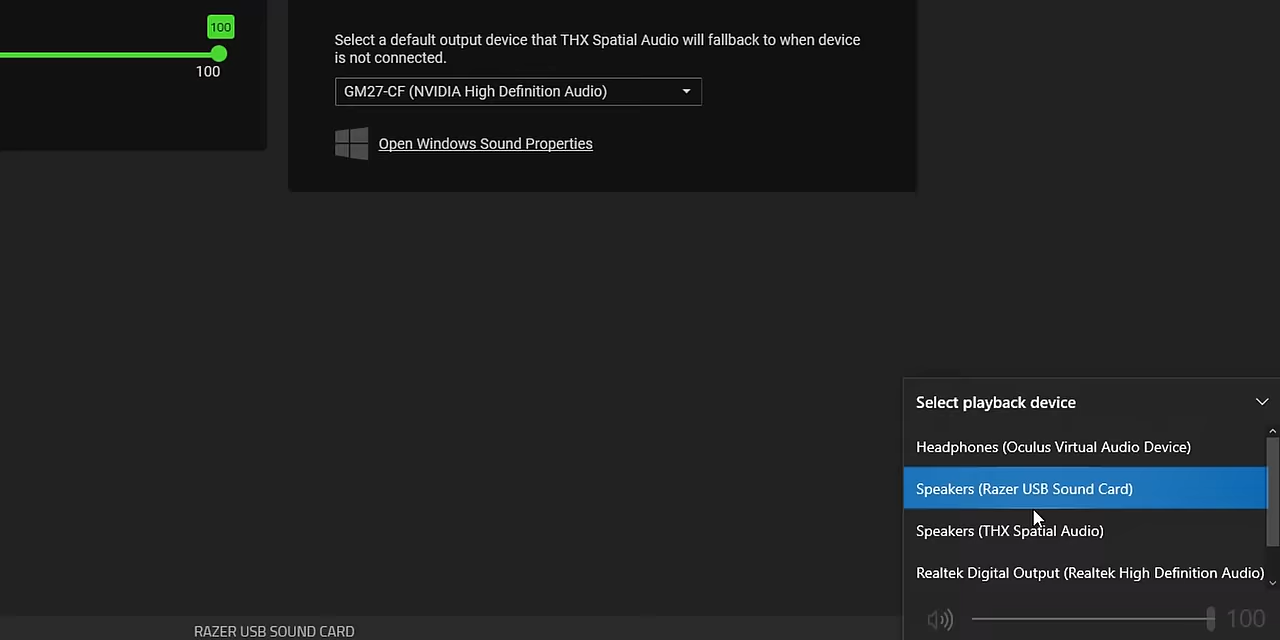 100
100
Select a default output device that THX Spatial Audio will fallback to when device
is not connected.
GM27-CF (NVIDIA High Definition Audio)
Open Windows Sound Properties
Select playback device
Headphones (Oculus Virtual Audio Device)
Speakers (Razer USB Sound Card)
Speakers (THX Spatial Audio)
Realtek Digital Output (Realtek High Definition Audio)
100
RAZER USB SOUND CARD